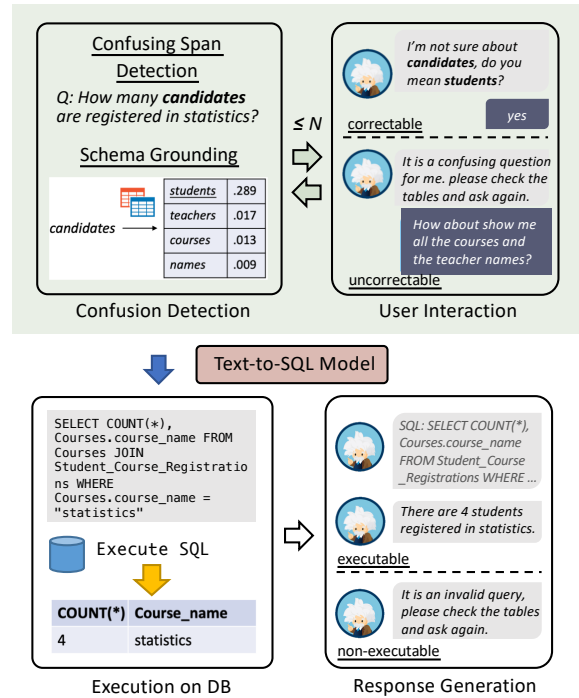 Confusing Span
Detection
Q: How many candidates
are registered in statistics?
Schema Grounding
candidates
students .289
teachers .017
courses .013
names .009
Confusion Detection
≤ N
I'm not sure about
candidates, do you
mean students?
yes
correctable
It is a confusing question
for me. please check the
tables and ask again.
How about show me
all the courses and
the teacher names?
uncorrectable
User Interaction
Text-to-SQL Model
SELECT COUNT(*),
Courses.course_name FROM
Courses JOIN
Student_Course_Registratio
ns WHERE
Courses.course_name =
"statistics"
Execute SQL
COUNT(*) Course_name
4 statistics
Execution on DB
SQL: SELECT COUNT(*),
Courses.course_name
FROM Student_Course
_Registrations WHERE ...
There are 4 students
registered in statistics.
executable
It is an invalid query,
please check the tables
and ask again.
non-executable
Response Generation